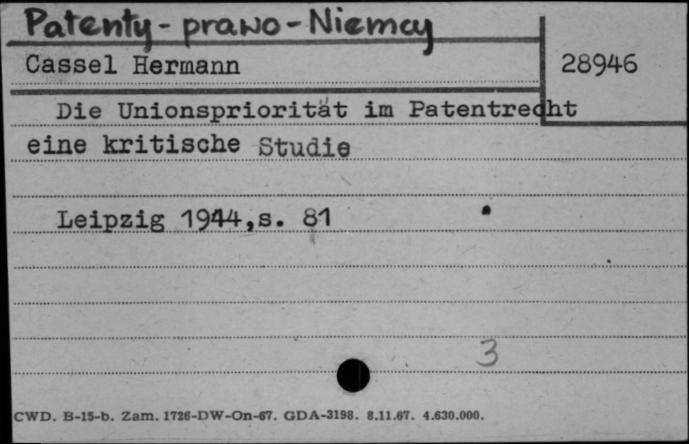 Patenty - prawo - Niemcy
Cassel Hermann 28946
Die Unionspriorität im Patentrecht
eine kritische Studie
Leipzig 1944,s. 81
3
CWD. B-15-b. Zam. 1726-DW-On-67. GDA-3198. 8.11.67. 4.630.000.